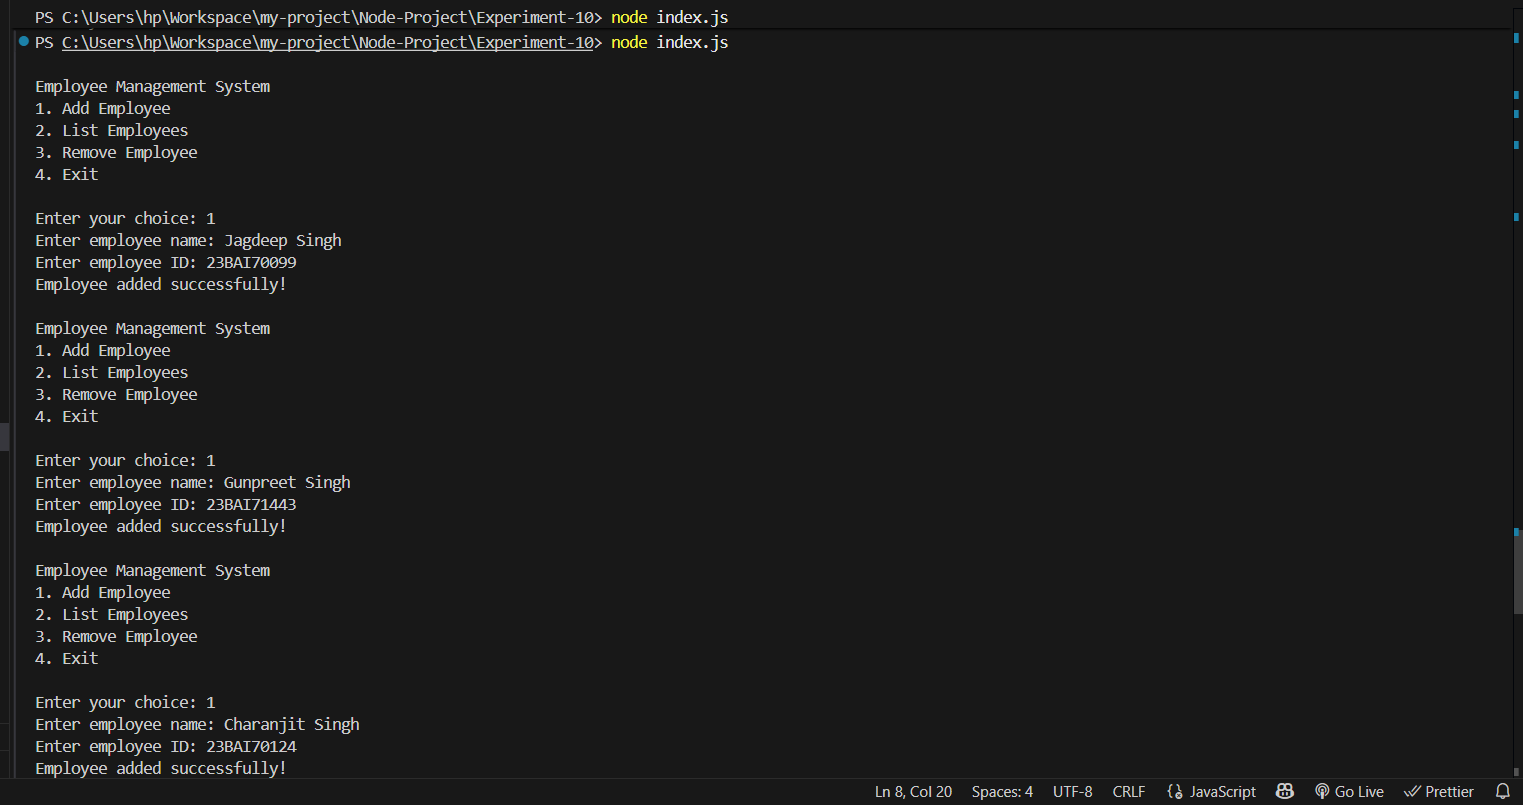 PS C:\Users\hp\Workspace\my-project\Node-Project\Experiment-10> node index.js
PS C:\Users\hp\Workspace\my-project\Node-Project\Experiment-10> node index.js
Employee Management System
1. Add Employee
2. List Employees
3. Remove Employee
4. Exit
Enter your choice: 1
Enter employee name: Jagdeep Singh
Enter employee ID: 23BAI70099
Employee added successfully!
Employee Management System
1. Add Employee
2. List Employees
3. Remove Employee
4. Exit
Enter your choice: 1
Enter employee name: Gunpreet Singh
Enter employee ID: 23BAI71443
Employee added successfully!
Employee Management System
1. Add Employee
2. List Employees
3. Remove Employee
4. Exit
Enter your choice: 1
Enter employee name: Charanjit Singh
Enter employee ID: 23BAI70124
Employee added successfully!
Ln 8, Col 20 Spaces: 4 UTF-8 CRLF JavaScript Go Live Prettier